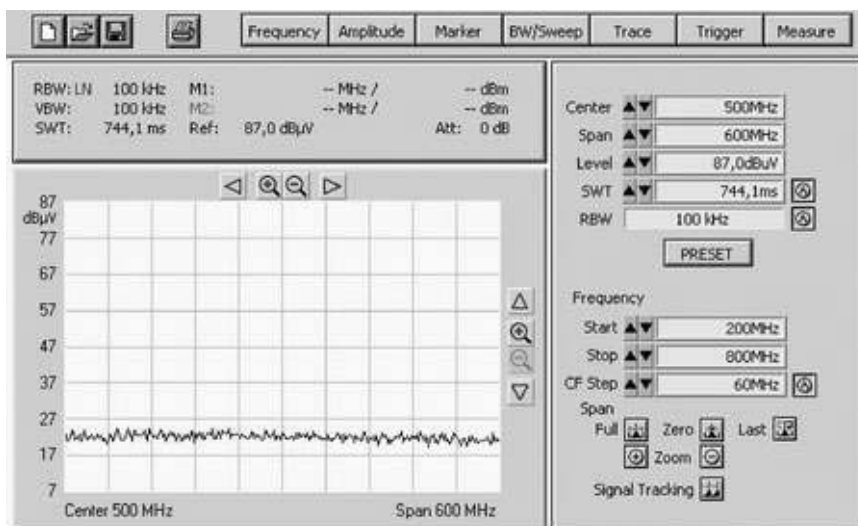 Frequency Amplitude Marker BW/Sweep Trace Trigger Measure
RBW: LN 100 kHz M1: -- MHz / -- dBm
VBW: 100 kHz M2: -- MHz / -- dBm
SWT: 744,1 ms Ref: 87,0 dBµV Att: 0 dB
87
dBµV
77
67
57
47
37
27
17
7
Center 500 MHz Span 600 MHz
Center 500MHz
Span 600MHz
Level 87,0dBuV
SWT 744,1ms
RBW 100 kHz
PRESET
Frequency
Start 200MHz
Stop 800MHz
CF Step 60MHz
Span
Full Zero Last
Zoom
Signal Tracking